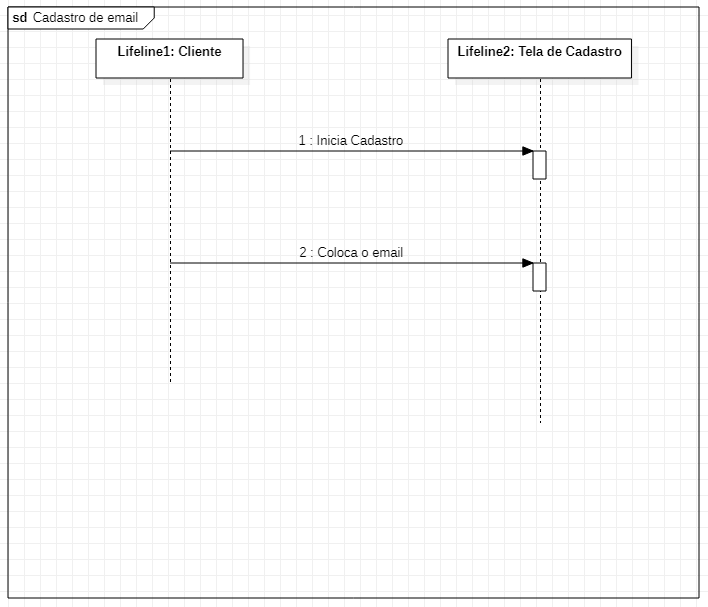 sd Cadastro de email
Lifeline1: Cliente
Lifeline2: Tela de Cadastro
1 : Inicia Cadastro
2 : Coloca o email